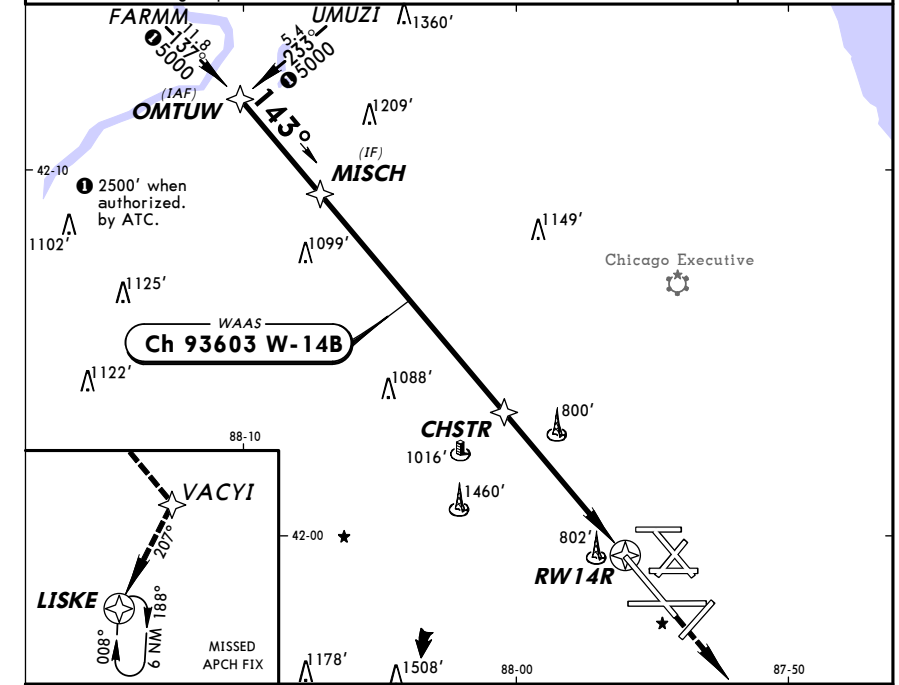 FARMM
UMUZI
1360'
11.8
137°
1 5000
5.4
233°
1 5000
(IAF)
OMTUW
143°
1209'
(IF)
MISCH
42-10
1 2500' when
authorized.
by ATC.
1102'
1149'
1099'
Chicago Executive
1125'
WAAS
Ch 93603 W-14B
1122'
1088'
800'
CHSTR
88-10
1016'
VACYI
1460'
207°
42-00
802'
RW14R
LISKE
188°
008°
6 NM
MISSED
APCH FIX
1178'
1508'
88-00
87-50